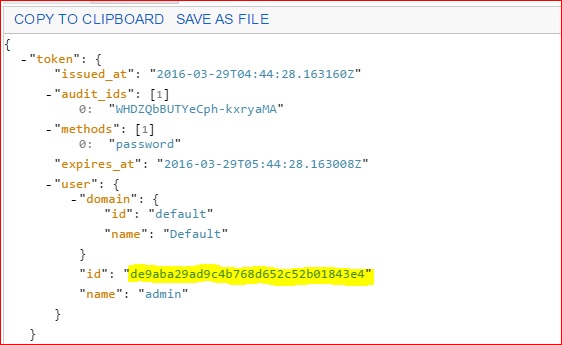 COPY TO CLIPBOARD SAVE AS FILE
{
-"token": {
"issued_at": "2016-03-29T04:44:28.163160Z"
-"audit_ids": [1]
0: "WHDZQbBUTYeCph-kxryaMA"
-"methods": [1]
0: "password"
"expires_at": "2016-03-29T05:44:28.163008Z"
-"user": {
-"domain": {
"id": "default"
"name": "Default"
}
"id": "de9aba29ad9c4b768d652c52b01843e4"
"name": "admin"
}
}